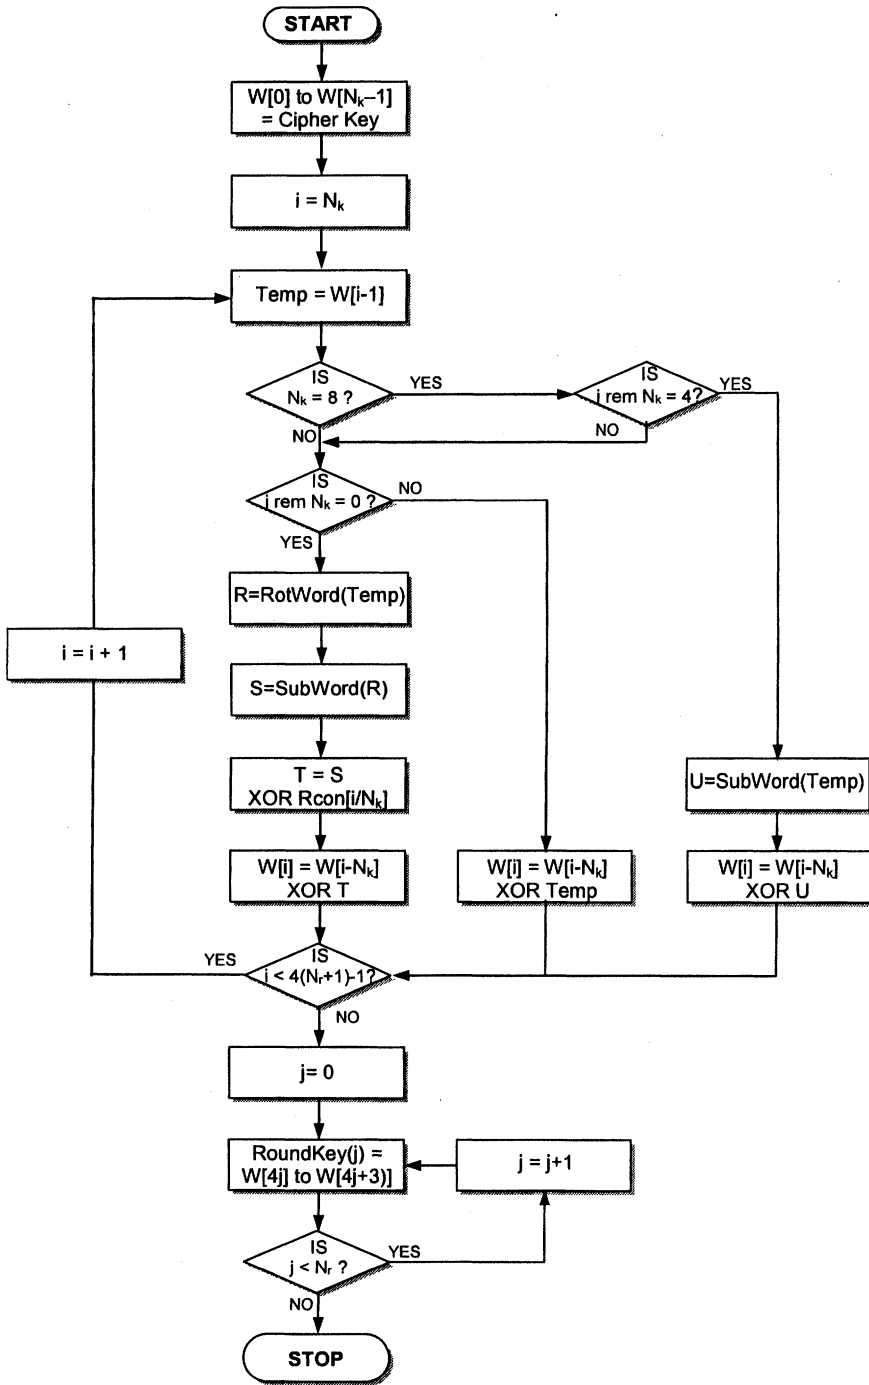 START
W[0] to W[Nk–1]
= Cipher Key
i = Nk
Temp = W[i-1]
IS
Nk = 8 ?
YES
IS
i rem Nk = 4?
YES
NO
NO
IS
i rem Nk = 0 ?
NO
YES
R=RotWord(Temp)
i = i + 1
S=SubWord(R)
T = S
XOR Rcon[i/Nk]
U=SubWord(Temp)
W[i] = W[i-Nk]
XOR T
W[i] = W[i-Nk]
XOR Temp
W[i] = W[i-Nk]
XOR U
YES
IS
i < 4(Nr+1)-1?
NO
j= 0
RoundKey(j) =
W[4j] to W[4j+3)]
j = j+1
IS
j < Nr ?
YES
NO
STOP